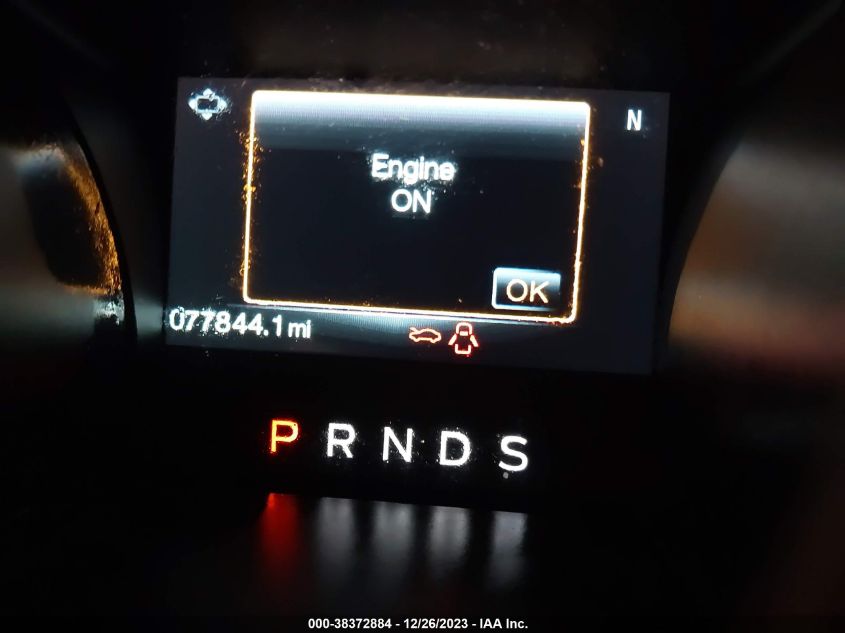 N
Engine
ON
OK
077844.1 mi
P R N D S
000-38372884 - 12/26/2023 - IAA Inc.